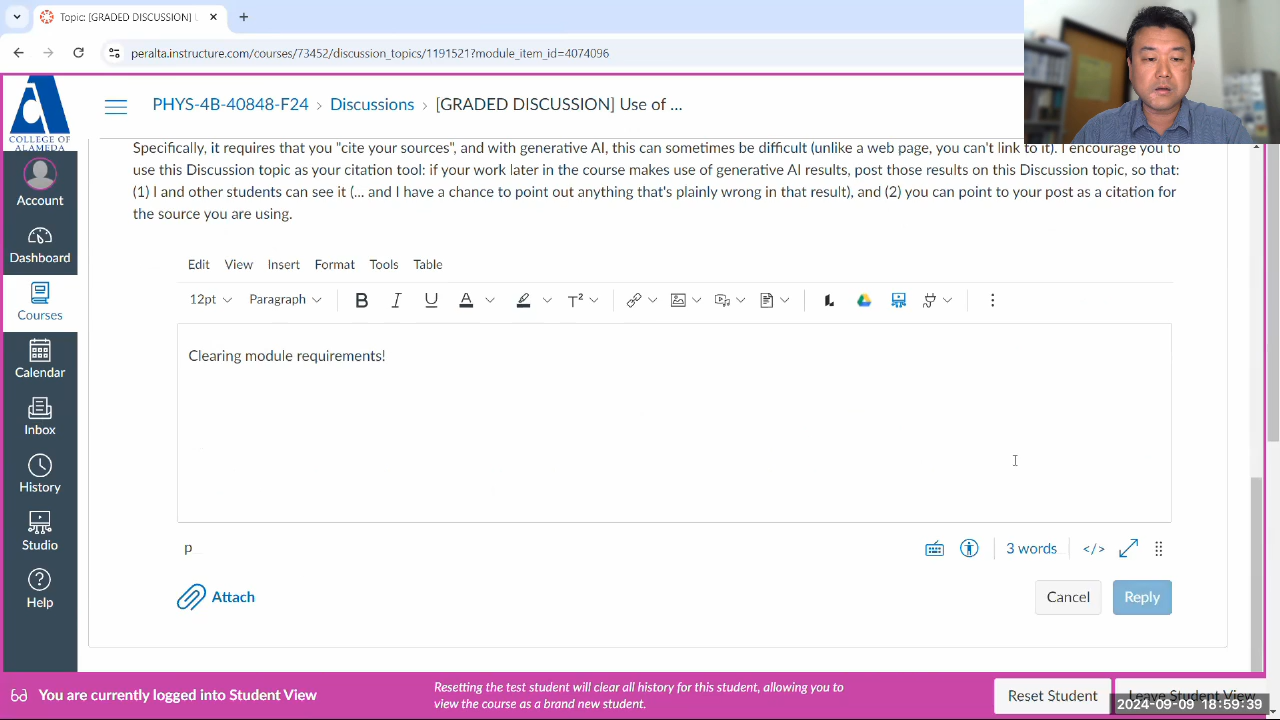 Topic: [GRADED DISCUSSION]
peralta.instructure.com/courses/73452/discussion_topics/1191521?module_item_id=4074096
COLLEGE OF
ALAMEDA
PHYS-4B-40848-F24 › Discussions › [GRADED DISCUSSION] Use of ...
Account
Dashboard
Courses
Calendar
Inbox
History
Studio
Help
Specifically, it requires that you "cite your sources", and with generative AI, this can sometimes be difficult (unlike a web page, you can't link to it). I encourage you to
use this Discussion topic as your citation tool: if your work later in the course makes use of generative AI results, post those results on this Discussion topic, so that:
(1) I and other students can see it (... and I have a chance to point out anything that's plainly wrong in that result), and (2) you can point to your post as a citation for
the source you are using.
Edit View Insert Format Tools Table
12pt Paragraph B I U A T²
Clearing module requirements!
p
3 words </>
Attach
Cancel Reply
You are currently logged into Student View
Resetting the test student will clear all history for this student, allowing you to
view the course as a brand new student.
Reset Student
Leave Student View
2024-09-09 18:59:39